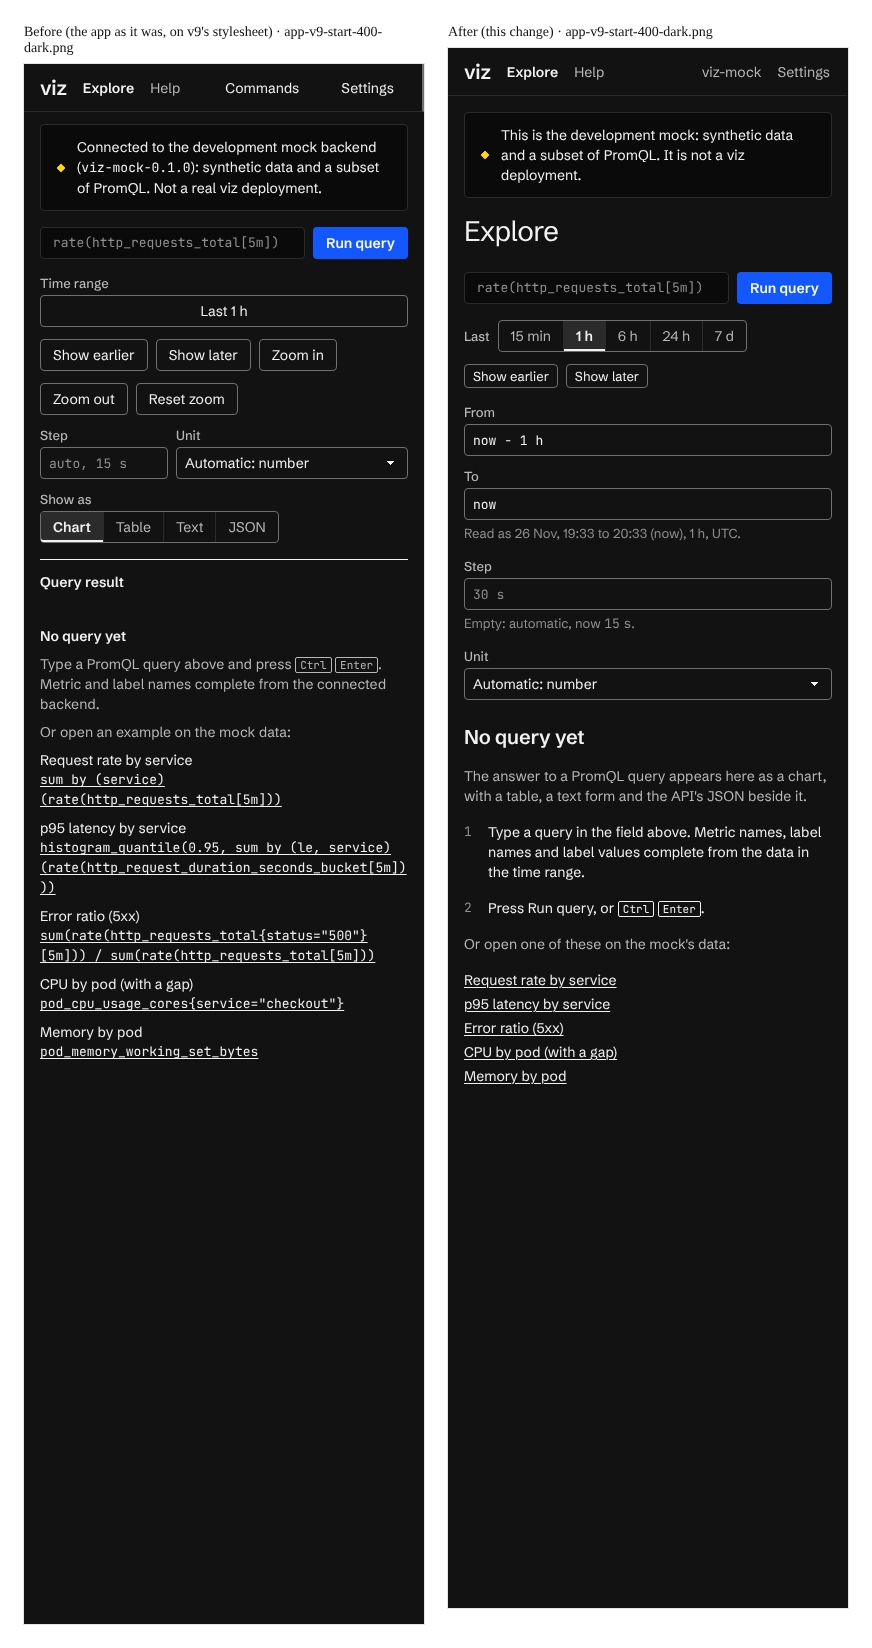 Before (the app as it was, on v9's stylesheet) · app-v9-start-400-
dark.png
viz Explore Help Commands Settings
Connected to the development mock backend
(viz-mock-0.1.0): synthetic data and a subset
of PromQL. Not a real viz deployment.
rate(http_requests_total[5m]) Run query
Time range
Last 1 h
Show earlier Show later Zoom in
Zoom out Reset zoom
Step Unit
auto, 15 s Automatic: number
Show as
Chart Table Text JSON
Query result
No query yet
Type a PromQL query above and press Ctrl Enter.
Metric and label names complete from the connected
backend.
Or open an example on the mock data:
Request rate by service
sum by (service)
(rate(http_requests_total[5m]))
p95 latency by service
histogram_quantile(0.95, sum by (le, service)
(rate(http_request_duration_seconds_bucket[5m])
))
Error ratio (5xx)
sum(rate(http_requests_total{status="500"}
[5m])) / sum(rate(http_requests_total[5m]))
CPU by pod (with a gap)
pod_cpu_usage_cores{service="checkout"}
Memory by pod
pod_memory_working_set_bytes
After (this change) · app-v9-start-400-dark.png
viz Explore Help viz-mock Settings
This is the development mock: synthetic data
and a subset of PromQL. It is not a viz
deployment.
Explore
rate(http_requests_total[5m]) Run query
Last 15 min 1 h 6 h 24 h 7 d
Show earlier Show later
From
now - 1 h
To
now
Read as 26 Nov, 19:33 to 20:33 (now), 1 h, UTC.
Step
30 s
Empty: automatic, now 15 s.
Unit
Automatic: number
No query yet
The answer to a PromQL query appears here as a chart,
with a table, a text form and the API's JSON beside it.
1 Type a query in the field above. Metric names, label
names and label values complete from the data in
the time range.
2 Press Run query, or Ctrl Enter.
Or open one of these on the mock's data:
Request rate by service
p95 latency by service
Error ratio (5xx)
CPU by pod (with a gap)
Memory by pod